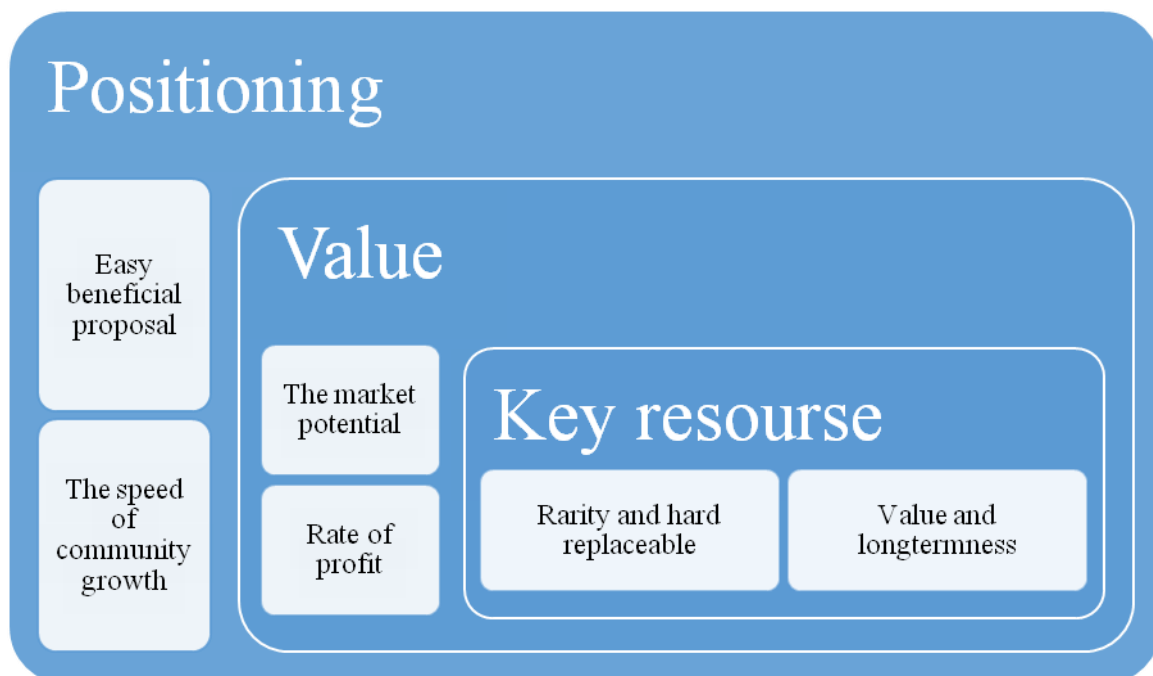 Positioning
Easy
beneficial
proposal
The speed
of
community
growth
Value
The market
potential
Rate of
profit
Key resourse
Rarity and hard
replaceable
Value and
longtermness